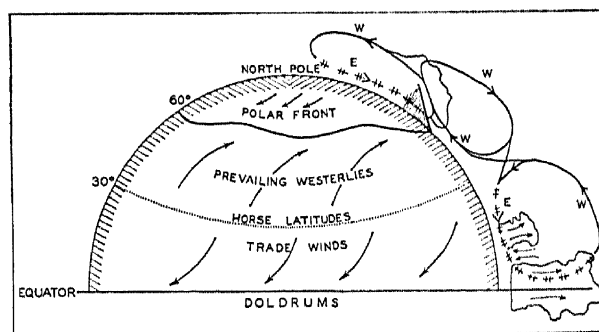 W
E
W
NORTH POLE
60°
POLAR FRONT
W
30°
PREVAILING WESTERLIES
E
W
HORSE LATITUDES
TRADE WINDS
EQUATOR
DOLDRUMS